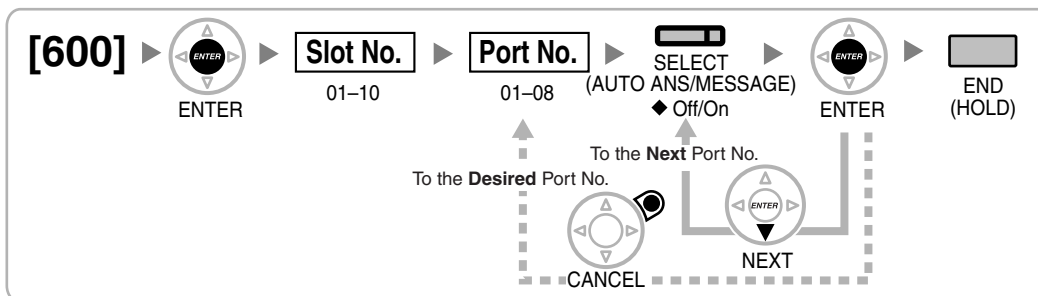 [600]
ENTER
ENTER
Slot No.
01–10
Port No.
01–08
SELECT
(AUTO ANS/MESSAGE)
◆ Off/On
ENTER
ENTER
END
(HOLD)
To the Next Port No.
To the Desired Port No.
ENTER
NEXT
CANCEL